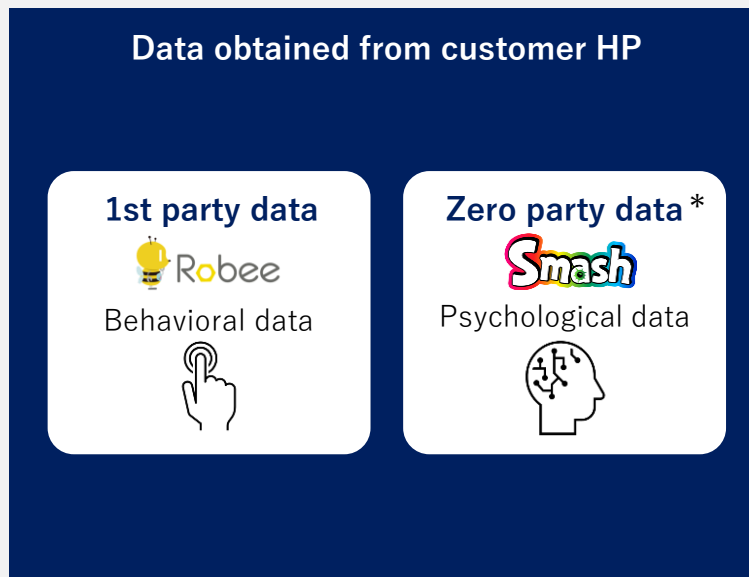 Data obtained from customer HP
1st party data
Robee
Behavioral data
Zero party data*
Smash
Psychological data